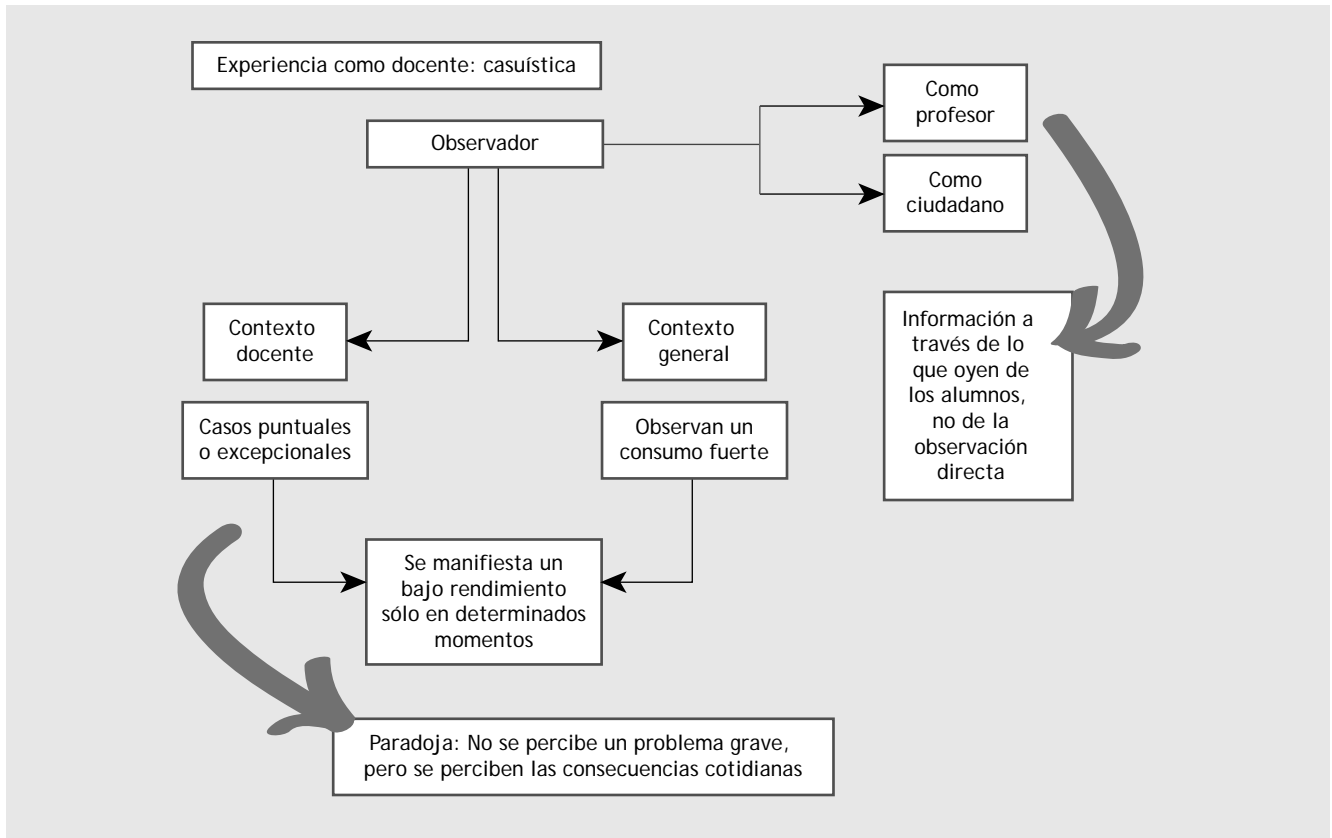 Experiencia como docente: casuística
Observador
Como
profesor
Como
ciudadano
Contexto
docente
Contexto
general
Información a
través de lo
que oyen de
los alumnos,
no de la
observación
directa
Casos puntuales
o excepcionales
Observan un
consumo fuerte
Se manifiesta un
bajo rendimiento
sólo en determinados
momentos
Paradoja: No se percibe un problema grave,
pero se perciben las consecuencias cotidianas